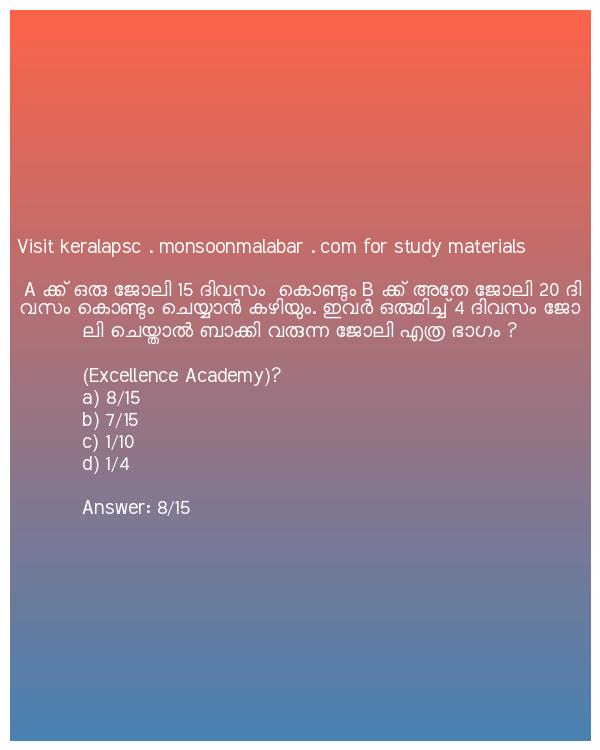 Visit keralapsc . monsoonmalabar . com for study materials
A ക്ക് ഒരു ജോലി 15 ദിവസം കൊണ്ടും B ക്ക് അതേ ജോലി 20 ദി
വസം കൊണ്ടും ചെയ്യാൻ കഴിയും. ഇവർ ഒരുമിച്ച് 4 ദിവസം ജോ
ലി ചെയ്താൽ ബാക്കി വരുന്ന ജോലി എത്ര ഭാഗം ?
(Excellence Academy)?
a) 8/15
b) 7/15
c) 1/10
d) 1/4
Answer: 8/15